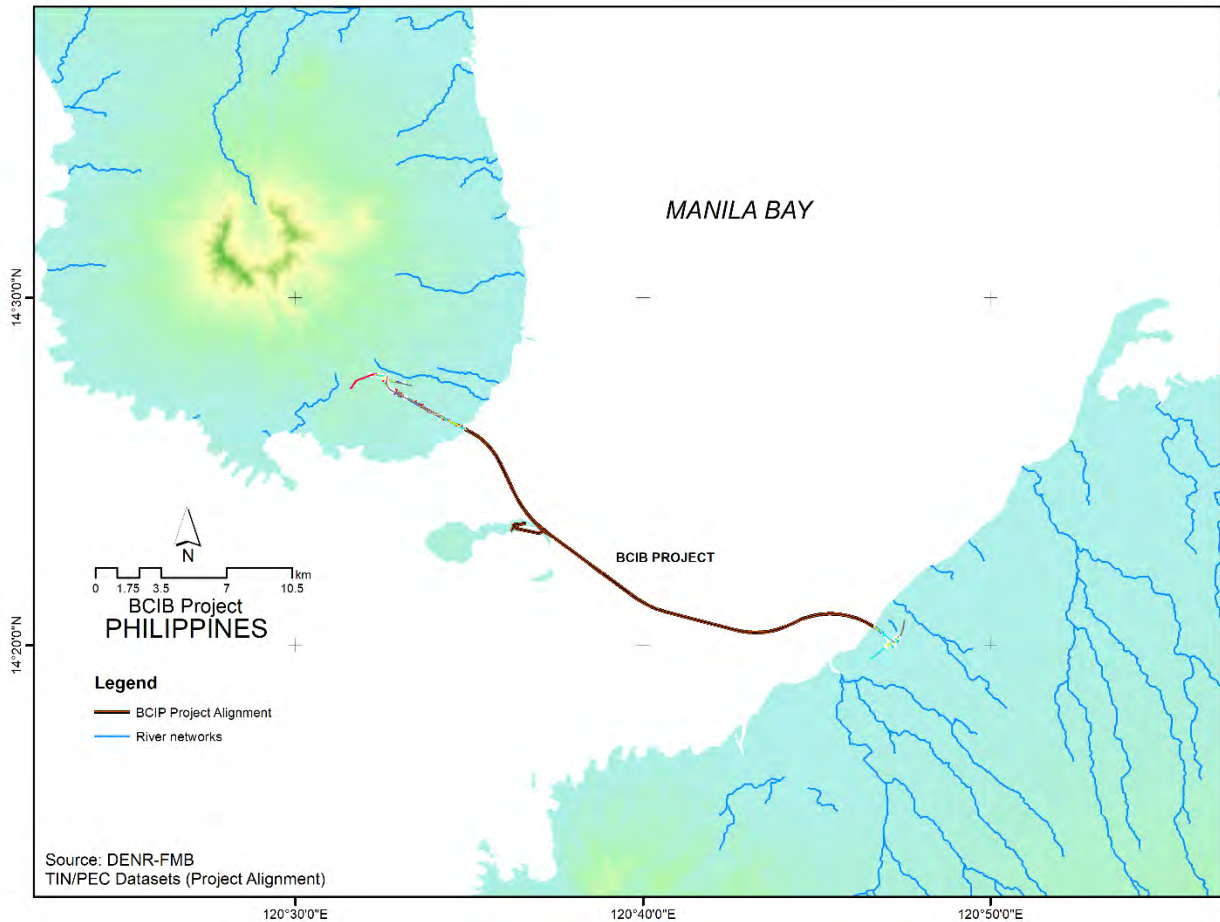 MANILA BAY
14°30'0"N
BCIB PROJECT
N
km
0 1.75 3.5 7 10.5
BCIB Project
PHILIPPINES
14°20'0"N
Legend
BCIP Project Alignment
River networks
Source: DENR-FMB
TIN/PEC Datasets (Project Alignment)
120°30'0"E 120°40'0"E 120°50'0"E